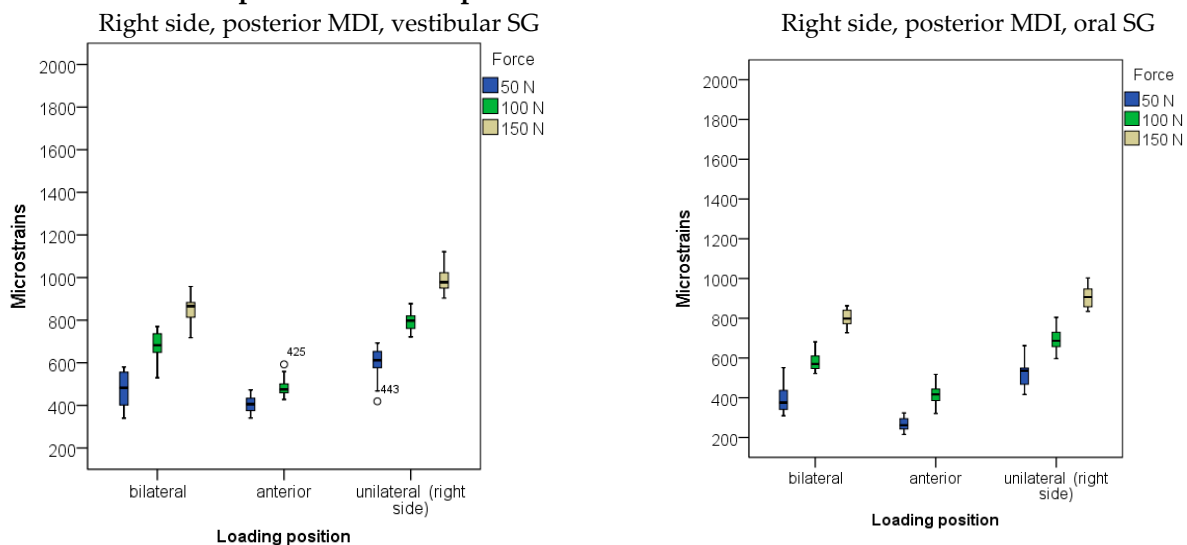 Right side, posterior MDI, vestibular SG
Force
50 N
100 N
150 N
2000
1800
1600
1400
1200
1000
800
600
400
200
Microstrains
425
443
bilateral
anterior
unilateral (right
side)
Loading position
Right side, posterior MDI, oral SG
Force
50 N
100 N
150 N
2000
1800
1600
1400
1200
1000
800
600
400
200
Microstrains
bilateral
anterior
unilateral (right
side)
Loading position